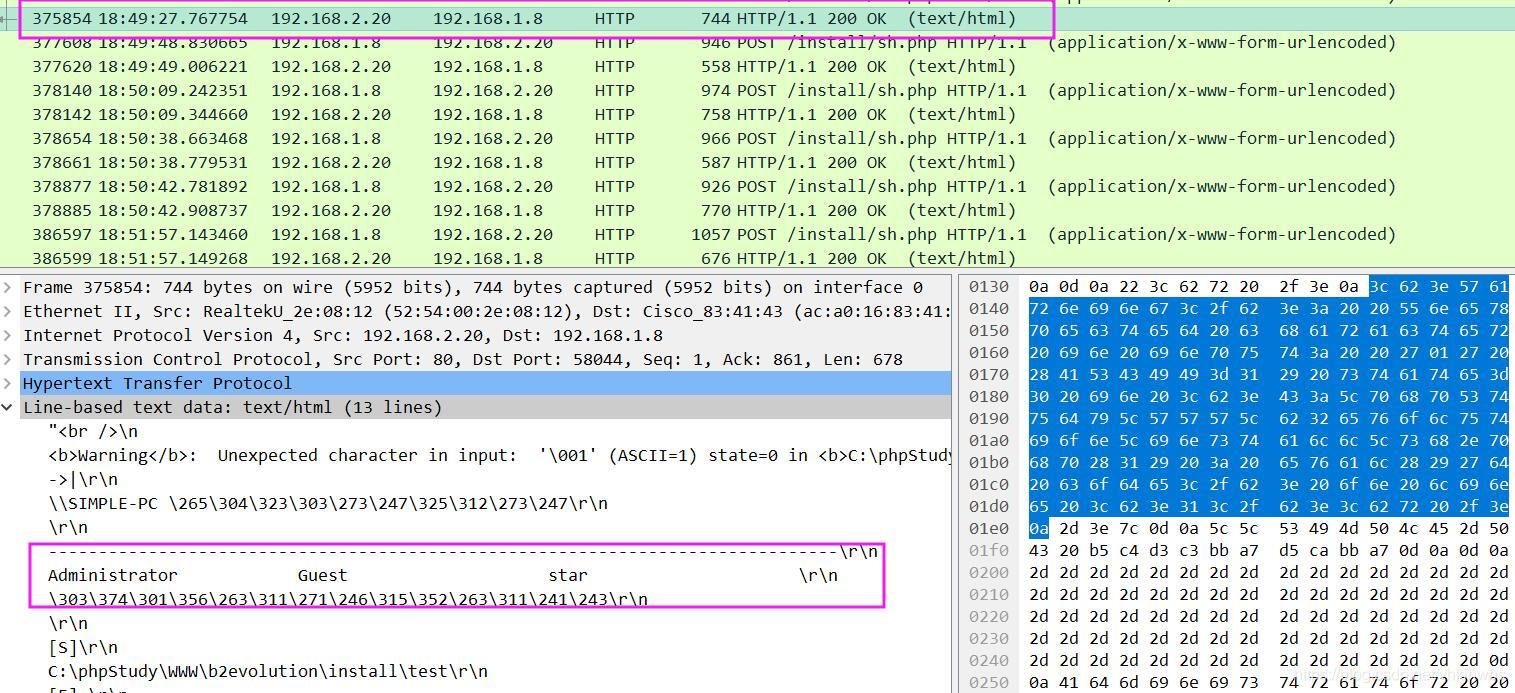 375854 18:49:27.767754 192.168.2.20 192.168.1.8 HTTP 744 HTTP/1.1 200 OK (text/html)
377608 18:49:48.830665 192.168.1.8 192.168.2.20 HTTP 946 POST /install/sh.php HTTP/1.1 (application/x-www-form-urlencoded)
377620 18:49:49.006221 192.168.2.20 192.168.1.8 HTTP 558 HTTP/1.1 200 OK (text/html)
378140 18:50:09.242351 192.168.1.8 192.168.2.20 HTTP 974 POST /install/sh.php HTTP/1.1 (application/x-www-form-urlencoded)
378142 18:50:09.344660 192.168.2.20 192.168.1.8 HTTP 758 HTTP/1.1 200 OK (text/html)
378654 18:50:38.663468 192.168.1.8 192.168.2.20 HTTP 966 POST /install/sh.php HTTP/1.1 (application/x-www-form-urlencoded)
378661 18:50:38.779531 192.168.2.20 192.168.1.8 HTTP 587 HTTP/1.1 200 OK (text/html)
378877 18:50:42.781892 192.168.1.8 192.168.2.20 HTTP 926 POST /install/sh.php HTTP/1.1 (application/x-www-form-urlencoded)
378885 18:50:42.908737 192.168.2.20 192.168.1.8 HTTP 770 HTTP/1.1 200 OK (text/html)
386597 18:51:57.143460 192.168.1.8 192.168.2.20 HTTP 1057 POST /install/sh.php HTTP/1.1 (application/x-www-form-urlencoded)
386599 18:51:57.149268 192.168.2.20 192.168.1.8 HTTP 676 HTTP/1.1 200 OK (text/html)
Frame 375854: 744 bytes on wire (5952 bits), 744 bytes captured (5952 bits) on interface 0
Ethernet II, Src: RealtekU_2e:08:12 (52:54:00:2e:08:12), Dst: Cisco_83:41:43 (ac:a0:16:83:41:
Internet Protocol Version 4, Src: 192.168.2.20, Dst: 192.168.1.8
Transmission Control Protocol, Src Port: 80, Dst Port: 58044, Seq: 1, Ack: 861, Len: 678
Hypertext Transfer Protocol
Line-based text data: text/html (13 lines)
"<br />\n
<b>Warning</b>:  Unexpected character in input:  '\001' (ASCII=1) state=0 in <b>C:\phpStudy
->|\r\n
\\SIMPLE-PC \265\304\323\303\273\247\325\312\273\247\r\n
\r\n
-------------------------------------------------------------------------------\r\n
Administrator            Guest                    star                     \r\n
\303\374\301\356\263\311\271\246\315\352\263\311\241\243\r\n
\r\n
[S]\r\n
C:\phpStudy\WWW\b2evolution\install\test\r\n
0130 0a 0d 0a 22 3c 62 72 20 2f 3e 0a 3c 62 3e 57 61
0140 72 6e 69 6e 67 3c 2f 62 3e 3a 20 20 55 6e 65 78
0150 70 65 63 74 65 64 20 63 68 61 72 61 63 74 65 72
0160 20 69 6e 20 69 6e 70 75 74 3a 20 20 27 01 27 20
0170 28 41 53 43 49 49 3d 31 29 20 73 74 61 74 65 3d
0180 30 20 69 6e 20 3c 62 3e 43 3a 5c 70 68 70 53 74
0190 75 64 79 5c 57 57 57 5c 62 32 65 76 6f 6c 75 74
01a0 69 6f 6e 5c 69 6e 73 74 61 6c 6c 5c 73 68 2e 70
01b0 68 70 28 31 29 20 3a 20 65 76 61 6c 28 29 27 64
01c0 20 63 6f 64 65 3c 2f 62 3e 20 6f 6e 20 6c 69 6e
01d0 65 20 3c 62 3e 31 3c 2f 62 3e 3c 62 72 20 2f 3e
01e0 0a 2d 3e 7c 0d 0a 5c 5c 53 49 4d 50 4c 45 2d 50
01f0 43 20 b5 c4 d3 c3 bb a7 d5 ca bb a7 0d 0a 0d 0a
0200 2d 2d 2d 2d 2d 2d 2d 2d 2d 2d 2d 2d 2d 2d 2d 2d
0210 2d 2d 2d 2d 2d 2d 2d 2d 2d 2d 2d 2d 2d 2d 2d 2d
0220 2d 2d 2d 2d 2d 2d 2d 2d 2d 2d 2d 2d 2d 2d 2d 2d
0230 2d 2d 2d 2d 2d 2d 2d 2d 2d 2d 2d 2d 2d 2d 2d 2d
0240 2d 2d 2d 2d 2d 2d 2d 2d 2d 2d 2d 2d 2d 2d 2d 0d
0250 0a 41 64 6d 69 6e 69 73 74 72 61 74 6f 72 20 20